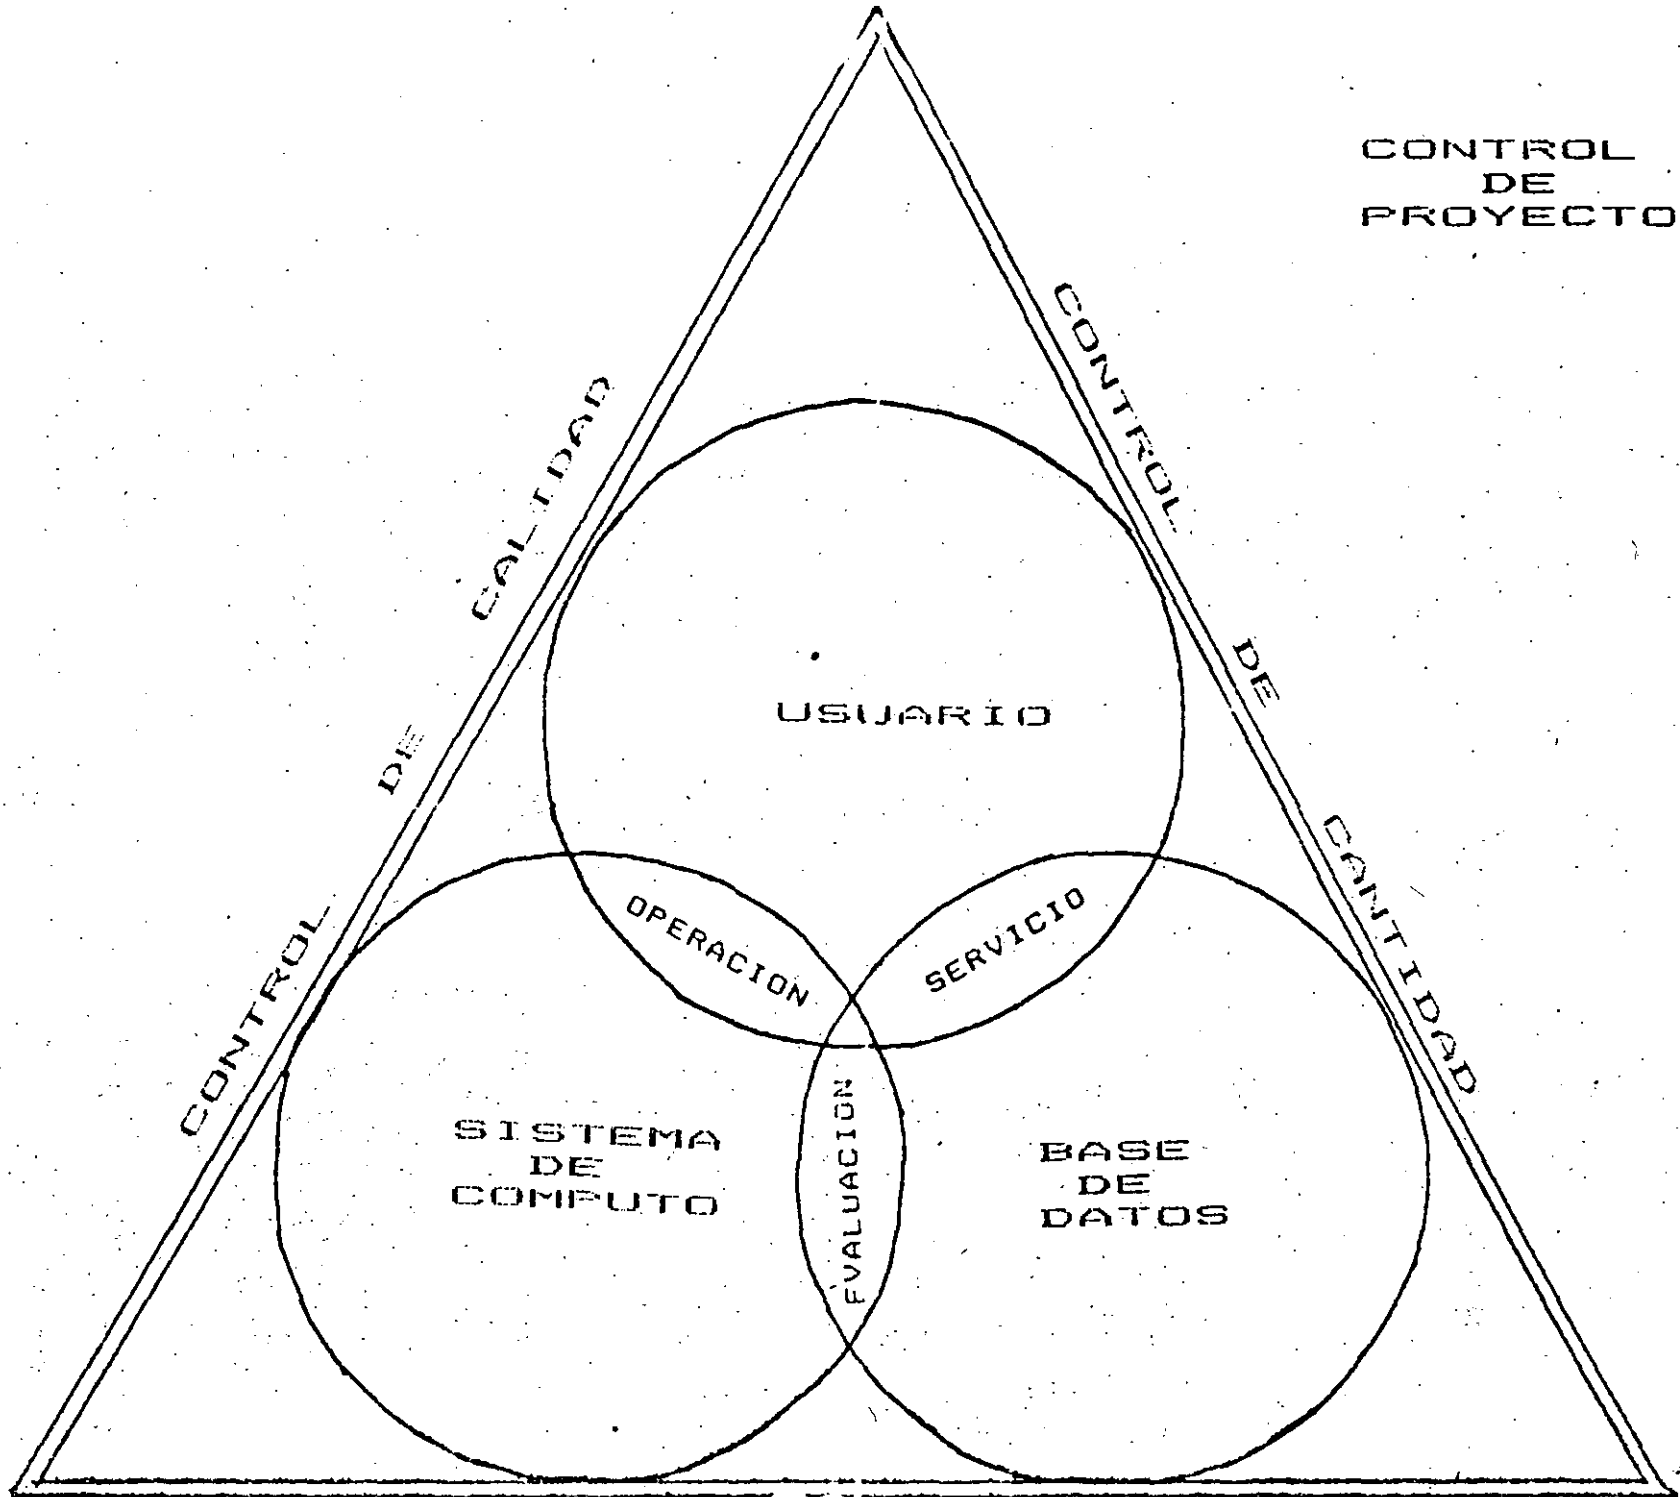 CONTROL
DE
PROYECTO
CONTROL DE CALIDAD
CONTROL DE CANTIDAD
USUARIO
OPERACION
SERVICIO
EVALUACION
SISTEMA
DE
COMPUTO
BASE
DE
DATOS